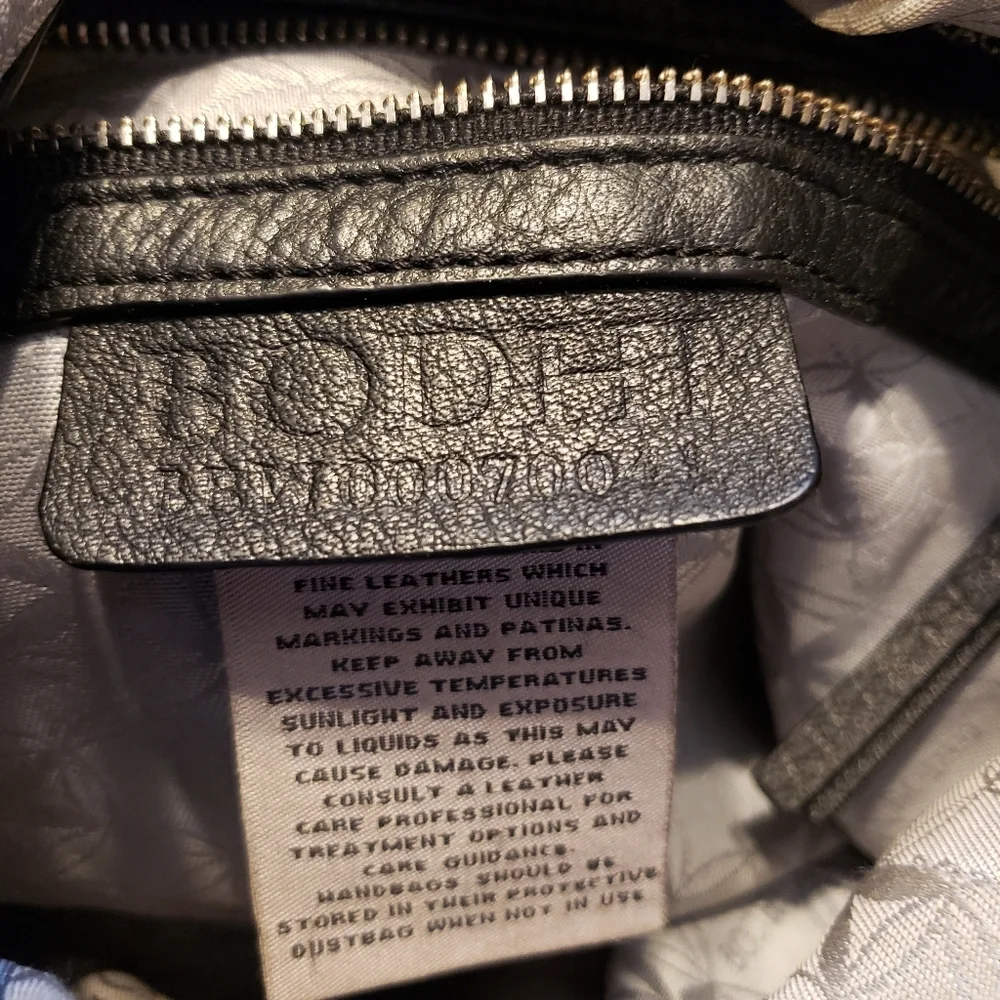 BODHI
IN
FINE LEATHERS WHICH
MAY EXHIBIT UNIQUE
MARKINGS AND PATINAS.
KEEP AWAY FROM
EXCESSIVE TEMPERATURES
SUNLIGHT AND EXPOSURE
TO LIQUIDS AS THIS MAY
CAUSE DAMAGE. PLEASE
CONSULT A LEATHER
CARE PROFESSIONAL FOR
TREATMENT OPTIONS AND
CARE GUIDANCE.
HANDBAGS SHOULD BE
STORED IN THEIR PROTECTIVE
DUSTBAG WHEN NOT IN USE